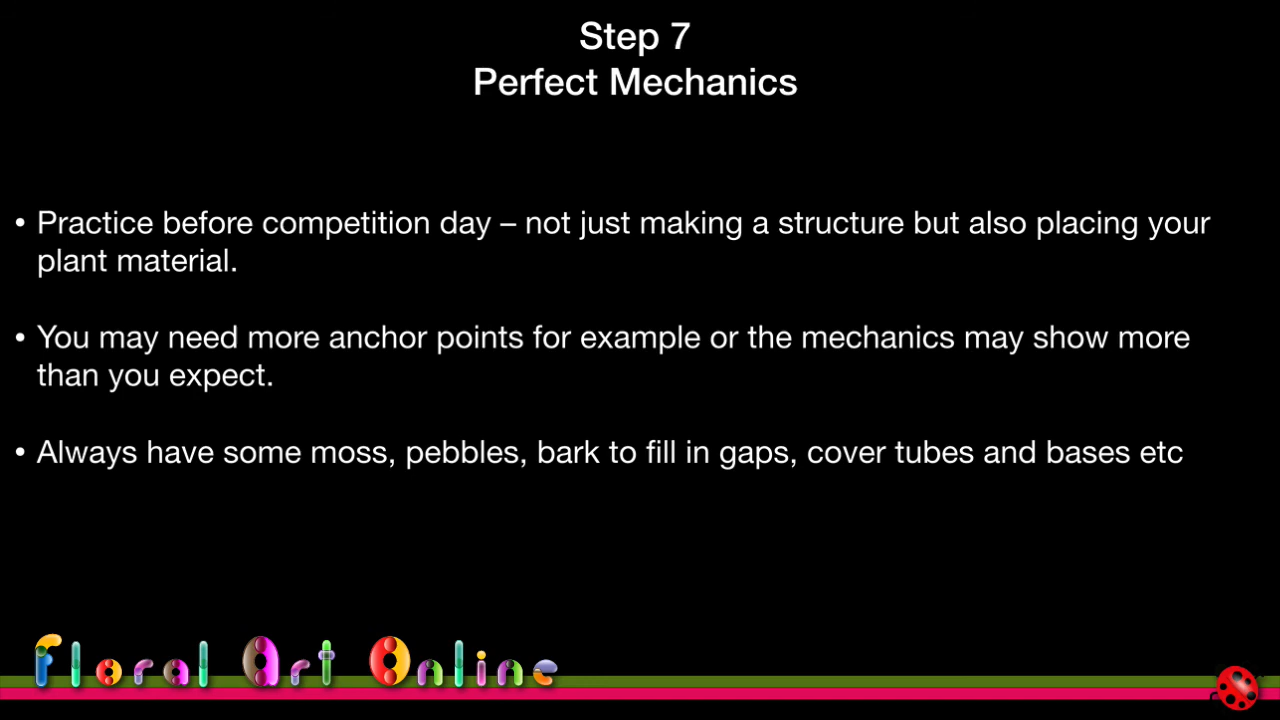 Step 7
Perfect Mechanics
• Practice before competition day – not just making a structure but also placing your
plant material.
• You may need more anchor points for example or the mechanics may show more
than you expect.
• Always have some moss, pebbles, bark to fill in gaps, cover tubes and bases etc
Floral Art Online